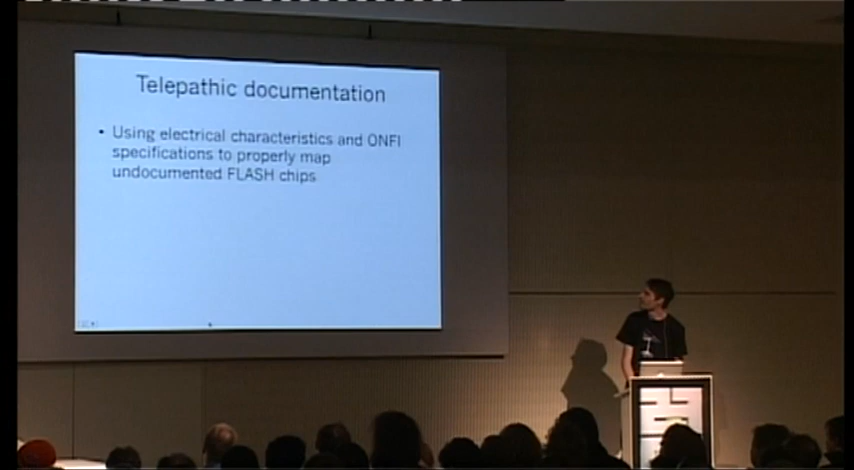 Telepathic documentation
• Using electrical characteristics and ONFI
specifications to properly map
undocumented FLASH chips